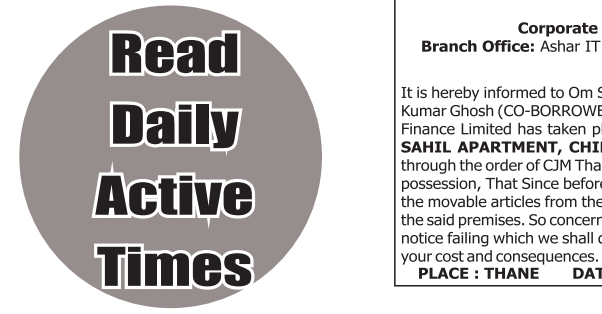 Read
Daily
Active
Times
Corporate
Branch Office: Ashar IT
It is hereby informed to Om S
Kumar Ghosh (CO-BORROWE
Finance Limited has taken p
SAHIL APARTMENT, CHI
through the order of CJM Tha
possession, That Since before
the movable articles from the
the said premises. So concern
notice failing which we shall
your cost and consequences.
PLACE : THANE DAT